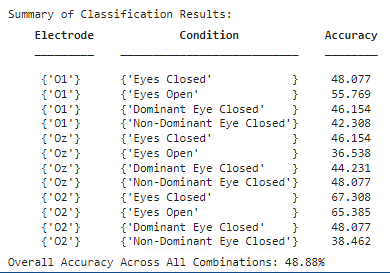 Summary of Classification Results:
Electrode Condition Accuracy
{'O1'} {'Eyes Closed' } 48.077
{'O1'} {'Eyes Open' } 55.769
{'O1'} {'Dominant Eye Closed' } 46.154
{'O1'} {'Non-Dominant Eye Closed'} 42.308
{'Oz'} {'Eyes Closed' } 46.154
{'Oz'} {'Eyes Open' } 36.538
{'Oz'} {'Dominant Eye Closed' } 44.231
{'Oz'} {'Non-Dominant Eye Closed'} 48.077
{'O2'} {'Eyes Closed' } 67.308
{'O2'} {'Eyes Open' } 65.385
{'O2'} {'Dominant Eye Closed' } 48.077
{'O2'} {'Non-Dominant Eye Closed'} 38.462
Overall Accuracy Across All Combinations: 48.88%